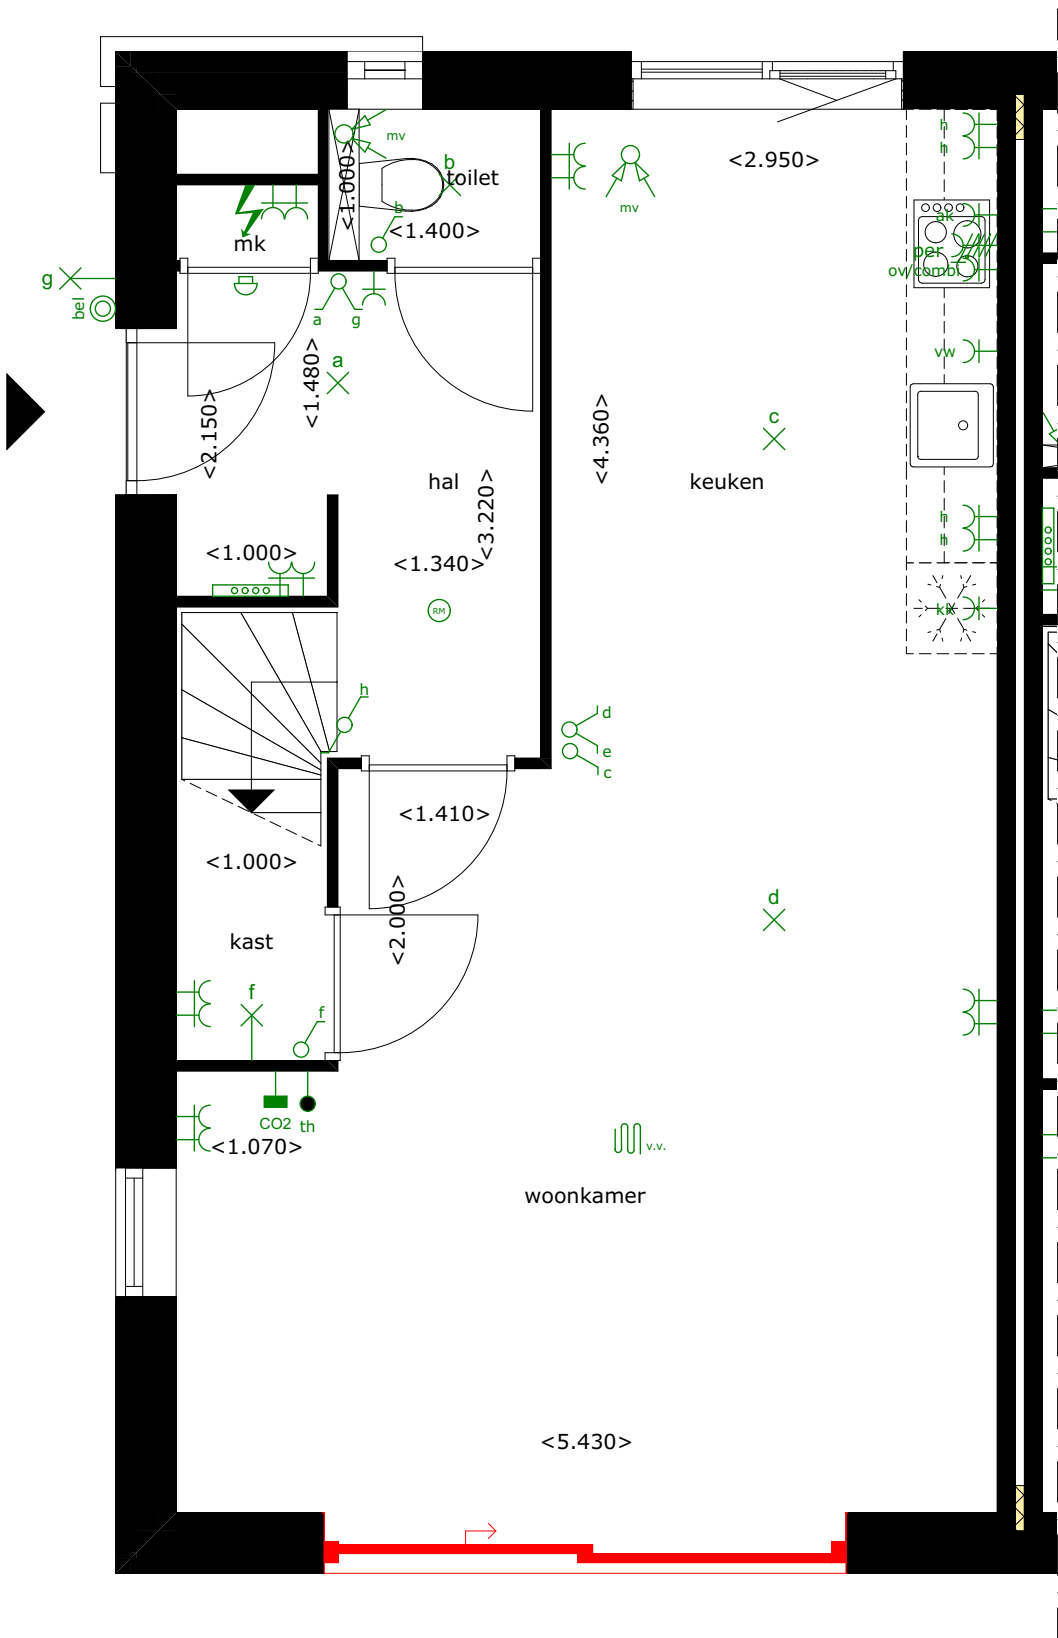 h
mv
h
<2.950>
b
toilet
<1.000>
ak
b
mv
<1.400>
mk
per
ov/combi
g
bel
a
g
a
vw
<1.480>
<2.150>
<4.360>
c
hal
keuken
<3.220>
h
h
<1.000>
<1.340>
RM
kk
h
d
e
c
<1.410>
<1.000>
d
<2.000>
kast
f
f
CO2
th
<1.070>
v.v.
woonkamer
<5.430>